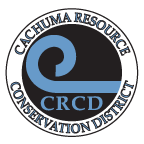 CACHUMA RESOURCE
CRCD
CONSERVATION DISTRICT